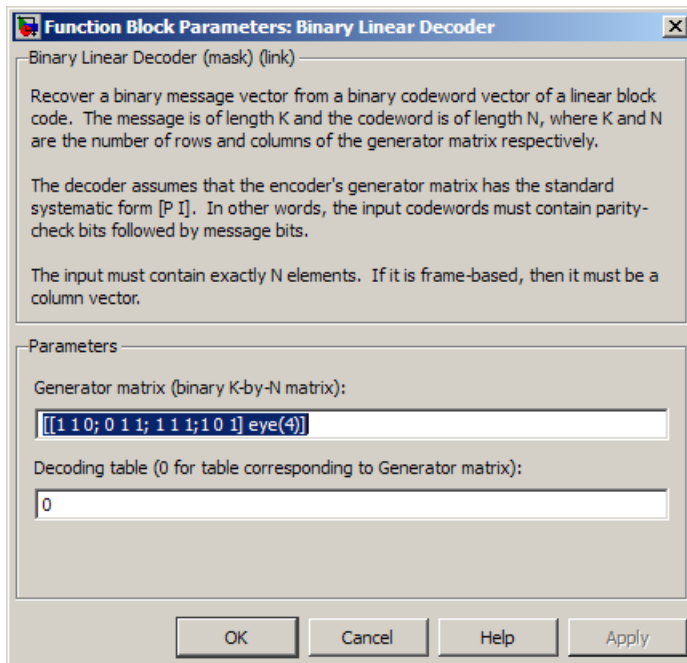 Function Block Parameters: Binary Linear Decoder
Binary Linear Decoder (mask) (link)
Recover a binary message vector from a binary codeword vector of a linear block
code.  The message is of length K and the codeword is of length N, where K and N
are the number of rows and columns of the generator matrix respectively.
The decoder assumes that the encoder's generator matrix has the standard
systematic form [P I].  In other words, the input codewords must contain parity-
check bits followed by message bits.
The input must contain exactly N elements.  If it is frame-based, then it must be a
column vector.
Parameters
Generator matrix (binary K-by-N matrix):
[[1 1 0; 0 1 1; 1 1 1;1 0 1] eye(4)]
Decoding table (0 for table corresponding to Generator matrix):
0
OK
Cancel
Help
Apply